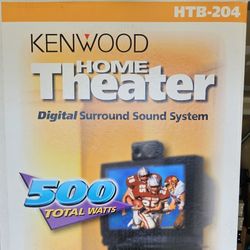 HTB-204
KENWOOD
HOME
Theater
Digital Surround Sound System
500
TOTAL WATTS